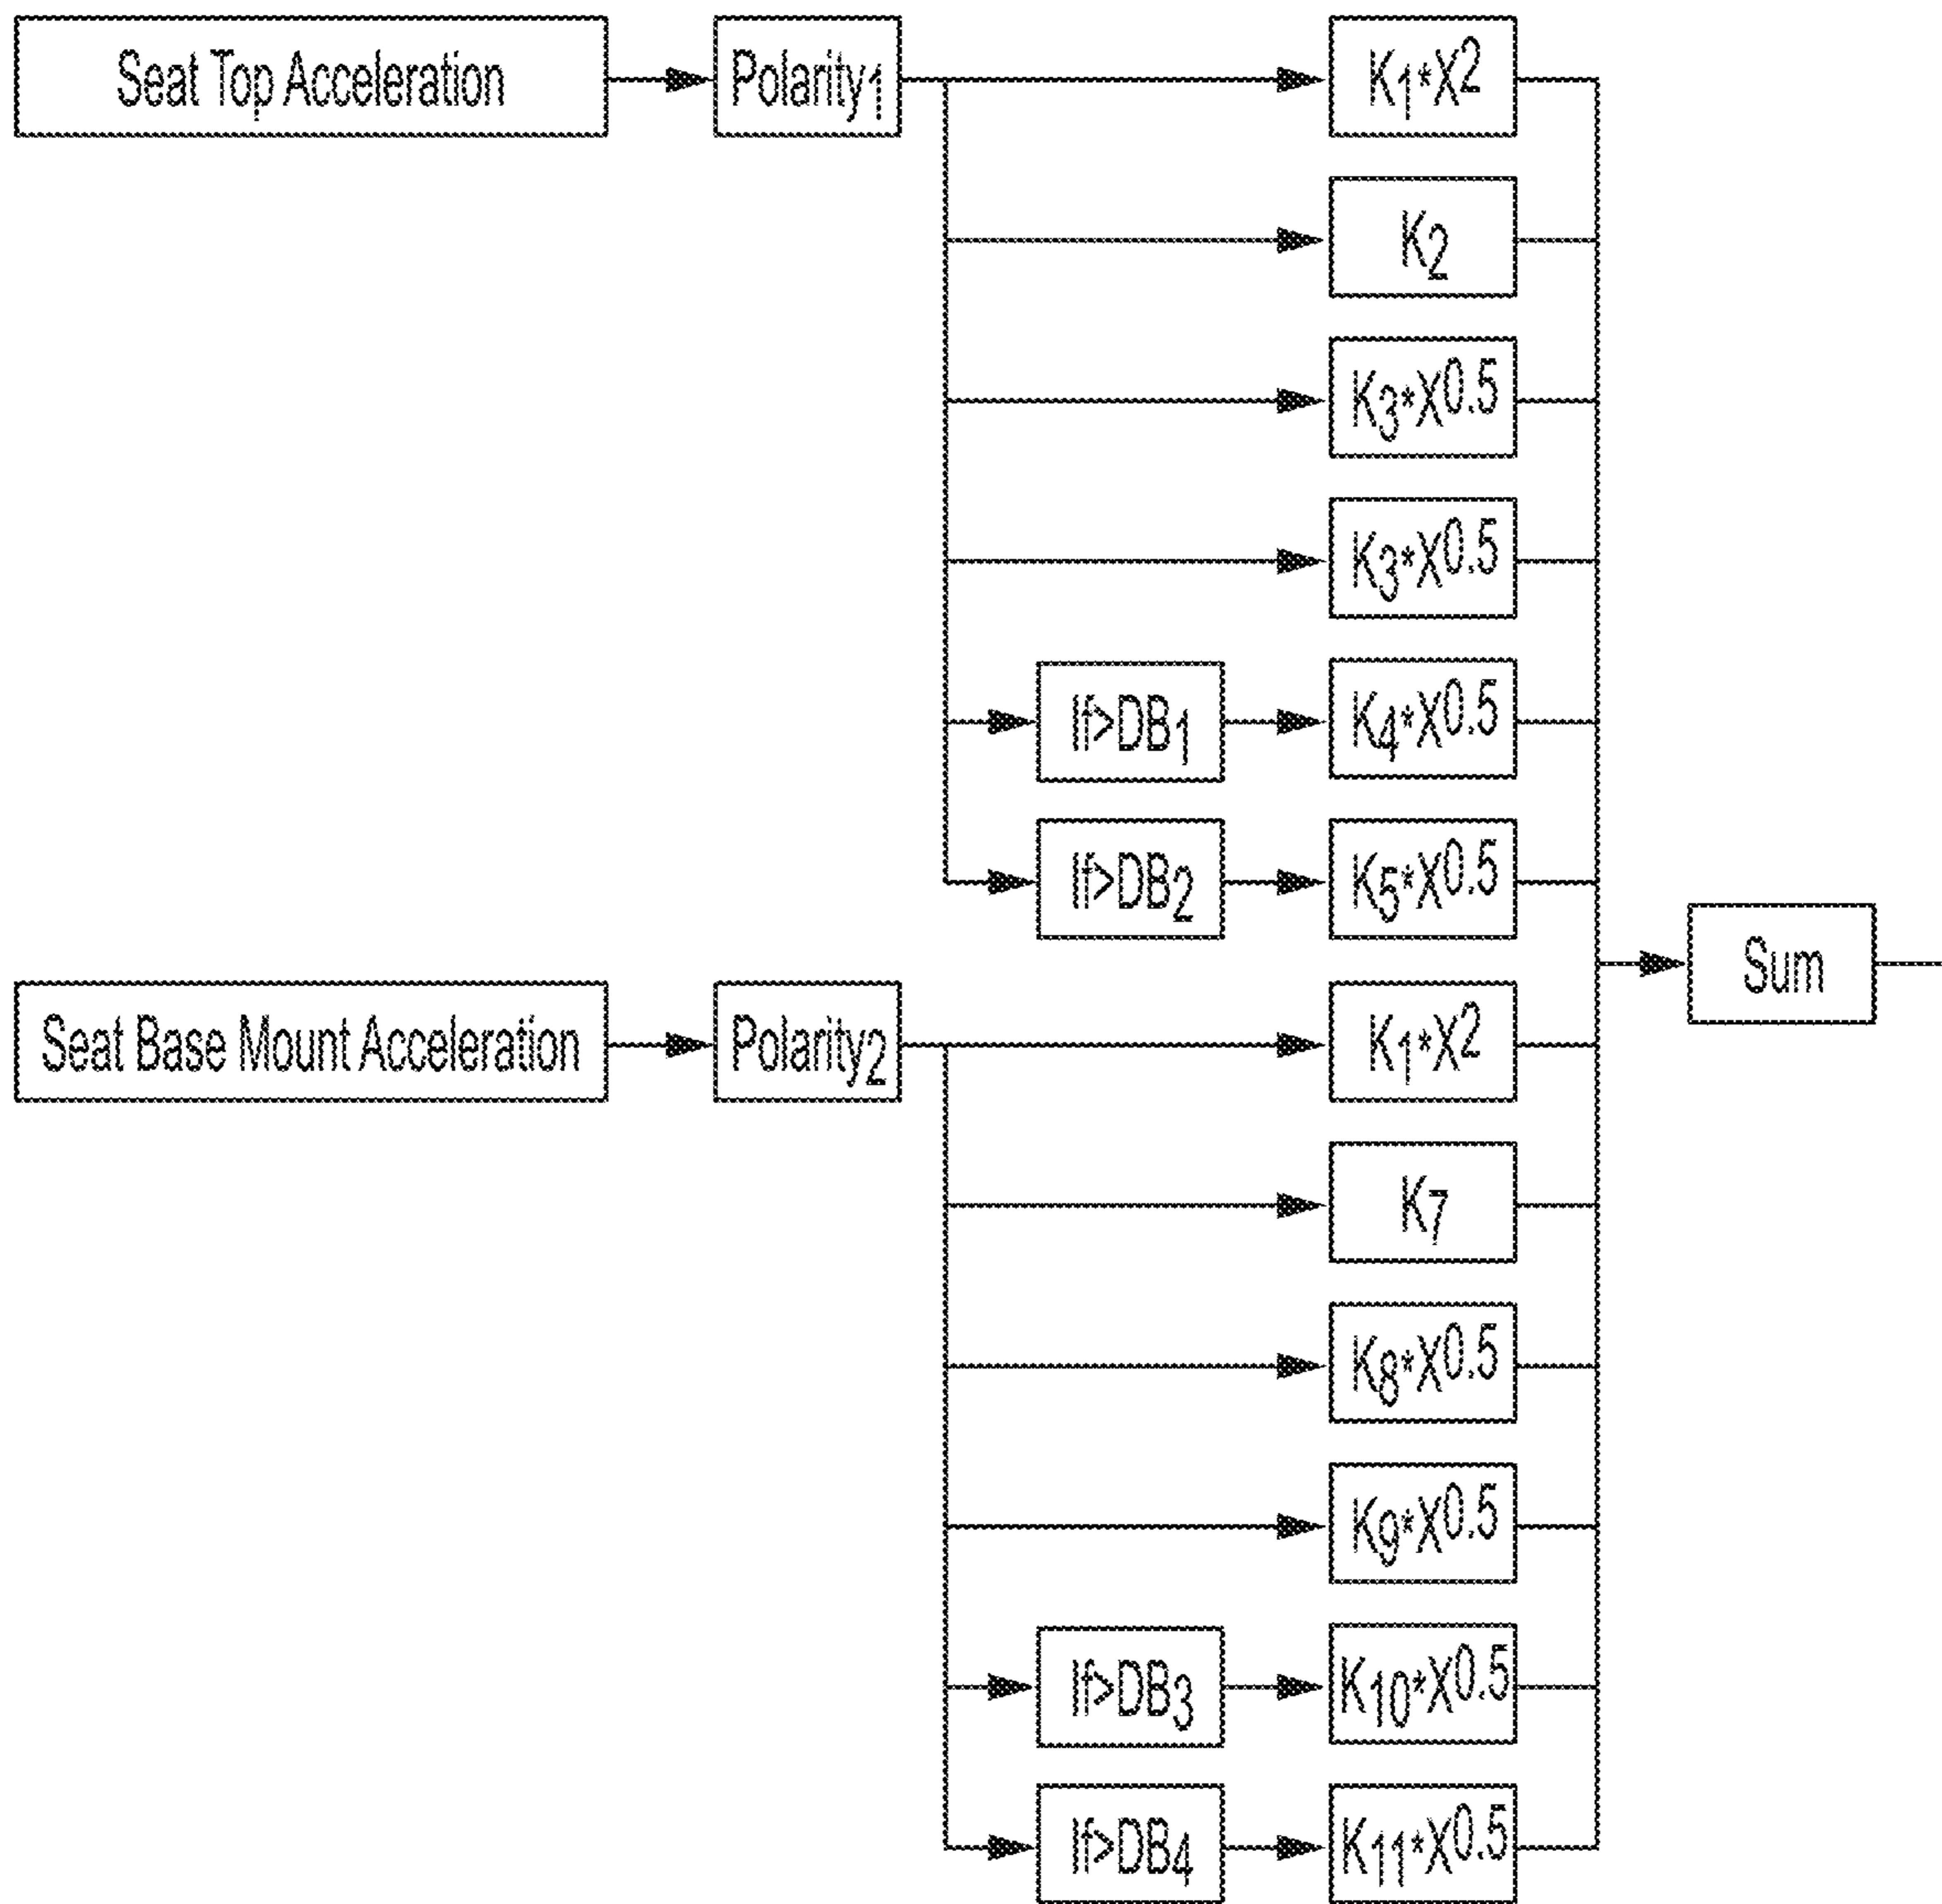 Seat Top Acceleration
Polarity₁
K₁*X²
K₂
K₃*X⁰·⁵
K₃*X⁰·⁵
If>DB₁
K₄*X⁰·⁵
If>DB₂
K₅*X⁰·⁵
Sum
Seat Base Mount Acceleration
Polarity₂
K₁*X²
K₇
K₈*X⁰·⁵
K₉*X⁰·⁵
If>DB₃
K₁₀*X⁰·⁵
If>DB₄
K₁₁*X⁰·⁵